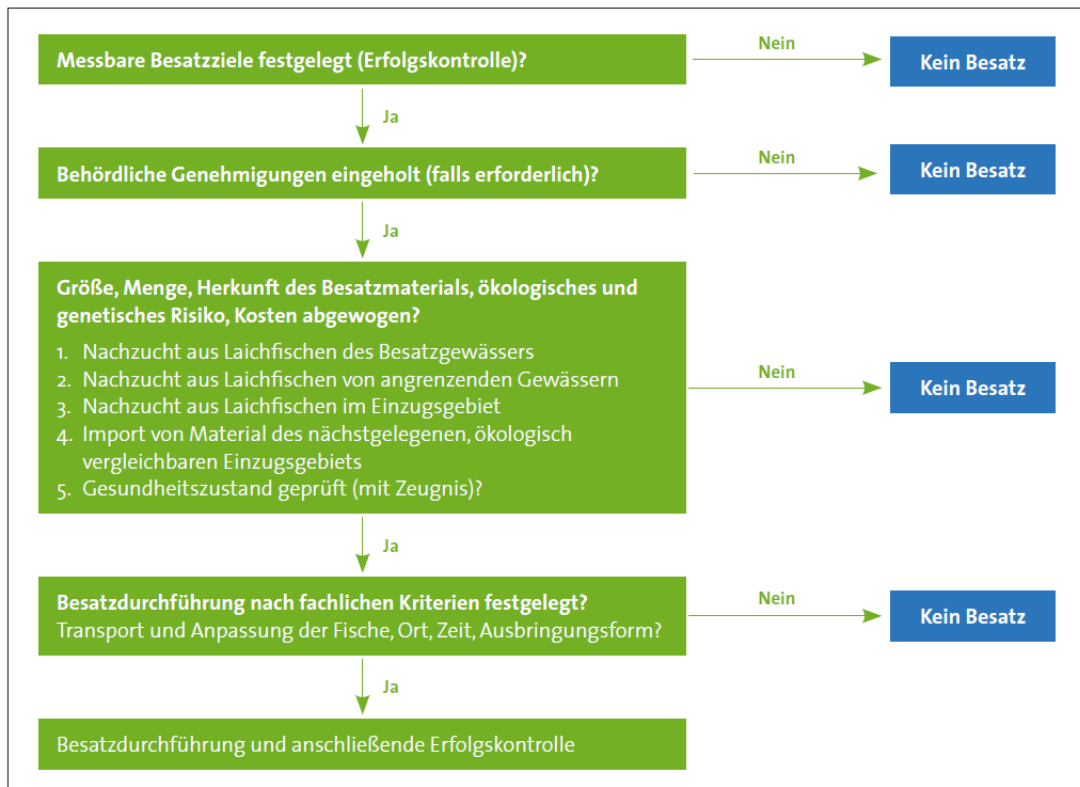 Messbare Besatzziele festgelegt (Erfolgskontrolle)?
Nein
Kein Besatz
Ja
Behördliche Genehmigungen eingeholt (falls erforderlich)?
Nein
Kein Besatz
Ja
Größe, Menge, Herkunft des Besatzmaterials, ökologisches und
genetisches Risiko, Kosten abgewogen?
1. Nachzucht aus Laichfischen des Besatzgewässers
2. Nachzucht aus Laichfischen von angrenzenden Gewässern
3. Nachzucht aus Laichfischen im Einzugsgebiet
4. Import von Material des nächstgelegenen, ökologisch
vergleichbaren Einzugsgebiets
5. Gesundheitszustand geprüft (mit Zeugnis)?
Nein
Kein Besatz
Ja
Besatzdurchführung nach fachlichen Kriterien festgelegt?
Transport und Anpassung der Fische, Ort, Zeit, Ausbringungsform?
Nein
Kein Besatz
Ja
Besatzdurchführung und anschließende Erfolgskontrolle